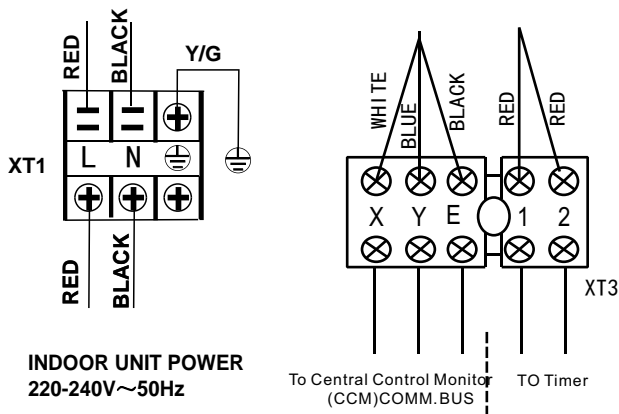 RED
BLACK
Y/G
XT1
L N
RED
BLACK
INDOOR UNIT POWER
220-240V～50Hz
WHITE
BLUE
BLACK
RED
RED
X Y E 1 2
XT3
To Central Control Monitor
(CCM)COMM.BUS
TO Timer